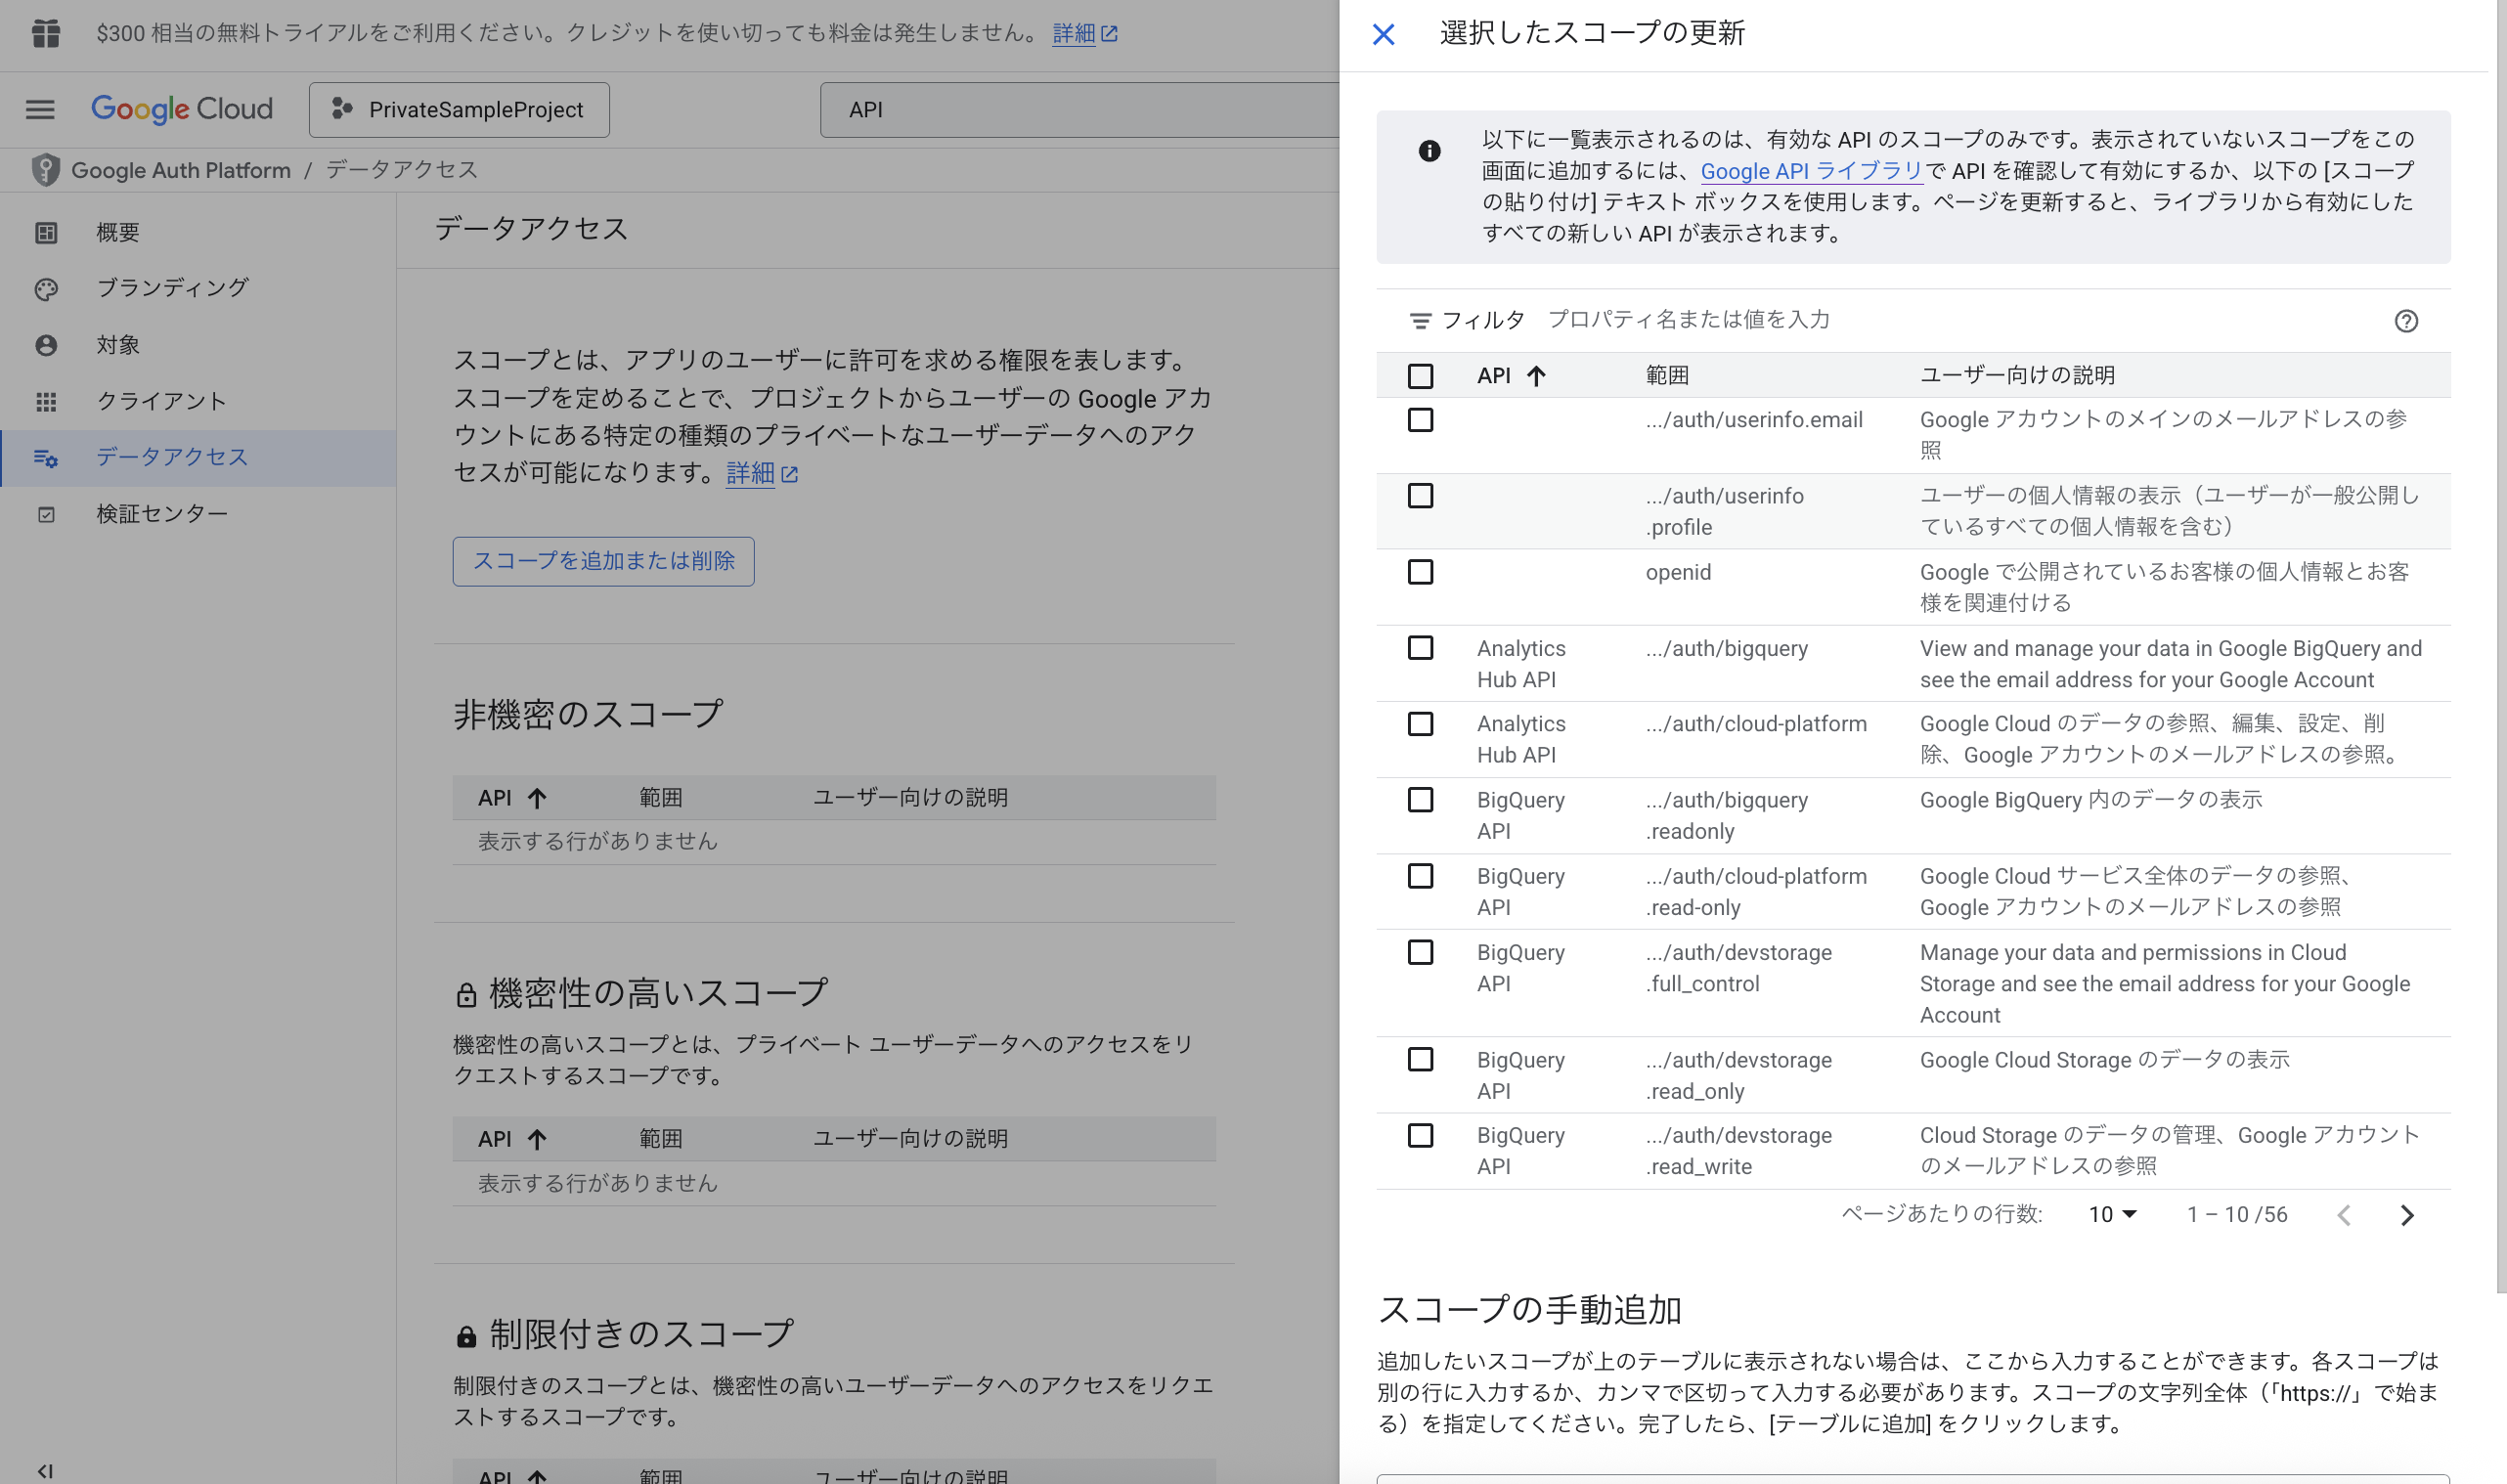 $300 相当の無料トライアルをご利用ください。クレジットを使い切っても料金は発生しません。 詳細
Google Cloud
PrivateSampleProject
API
Google Auth Platform / データアクセス
概要
ブランディング
対象
クライアント
データアクセス
検証センター
データアクセス
スコープとは、アプリのユーザーに許可を求める権限を表します。
スコープを定めることで、プロジェクトからユーザーの Google アカ
ウントにある特定の種類のプライベートなユーザーデータへのアク
セスが可能になります。詳細
スコープを追加または削除
非機密のスコープ
API 範囲 ユーザー向けの説明
表示する行がありません
機密性の高いスコープ
機密性の高いスコープとは、プライベート ユーザーデータへのアクセスをリ
クエストするスコープです。
API 範囲 ユーザー向けの説明
表示する行がありません
制限付きのスコープ
制限付きのスコープとは、機密性の高いユーザーデータへのアクセスをリクエ
ストするスコープです。
API 範囲 ユーザー向けの説明
選択したスコープの更新
以下に一覧表示されるのは、有効な API のスコープのみです。表示されていないスコープをこの
画面に追加するには、Google API ライブラリで API を確認して有効にするか、以下の [スコープ
の貼り付け] テキスト ボックスを使用します。ページを更新すると、ライブラリから有効にした
すべての新しい API が表示されます。
フィルタ プロパティ名または値を入力
API 範囲 ユーザー向けの説明
.../auth/userinfo.email Google アカウントのメインのメールアドレスの参
照
.../auth/userinfo ユーザーの個人情報の表示（ユーザーが一般公開し
.profile ているすべての個人情報を含む）
openid Google で公開されているお客様の個人情報とお客
様を関連付ける
Analytics .../auth/bigquery View and manage your data in Google BigQuery and
Hub API see the email address for your Google Account
Analytics .../auth/cloud-platform Google Cloud のデータの参照、編集、設定、削
Hub API 除、Google アカウントのメールアドレスの参照。
BigQuery .../auth/bigquery Google BigQuery 内のデータの表示
API .readonly
BigQuery .../auth/cloud-platform Google Cloud サービス全体のデータの参照、
API .read-only Google アカウントのメールアドレスの参照
BigQuery .../auth/devstorage Manage your data and permissions in Cloud
API .full_control Storage and see the email address for your Google
Account
BigQuery .../auth/devstorage Google Cloud Storage のデータの表示
API .read_only
BigQuery .../auth/devstorage Cloud Storage のデータの管理、Google アカウント
API .read_write のメールアドレスの参照
ページあたりの行数: 10 1 – 10 /56
スコープの手動追加
追加したいスコープが上のテーブルに表示されない場合は、ここから入力することができます。各スコープは
別の行に入力するか、カンマで区切って入力する必要があります。スコープの文字列全体（「https://」で始ま
る）を指定してください。完了したら、[テーブルに追加] をクリックします。